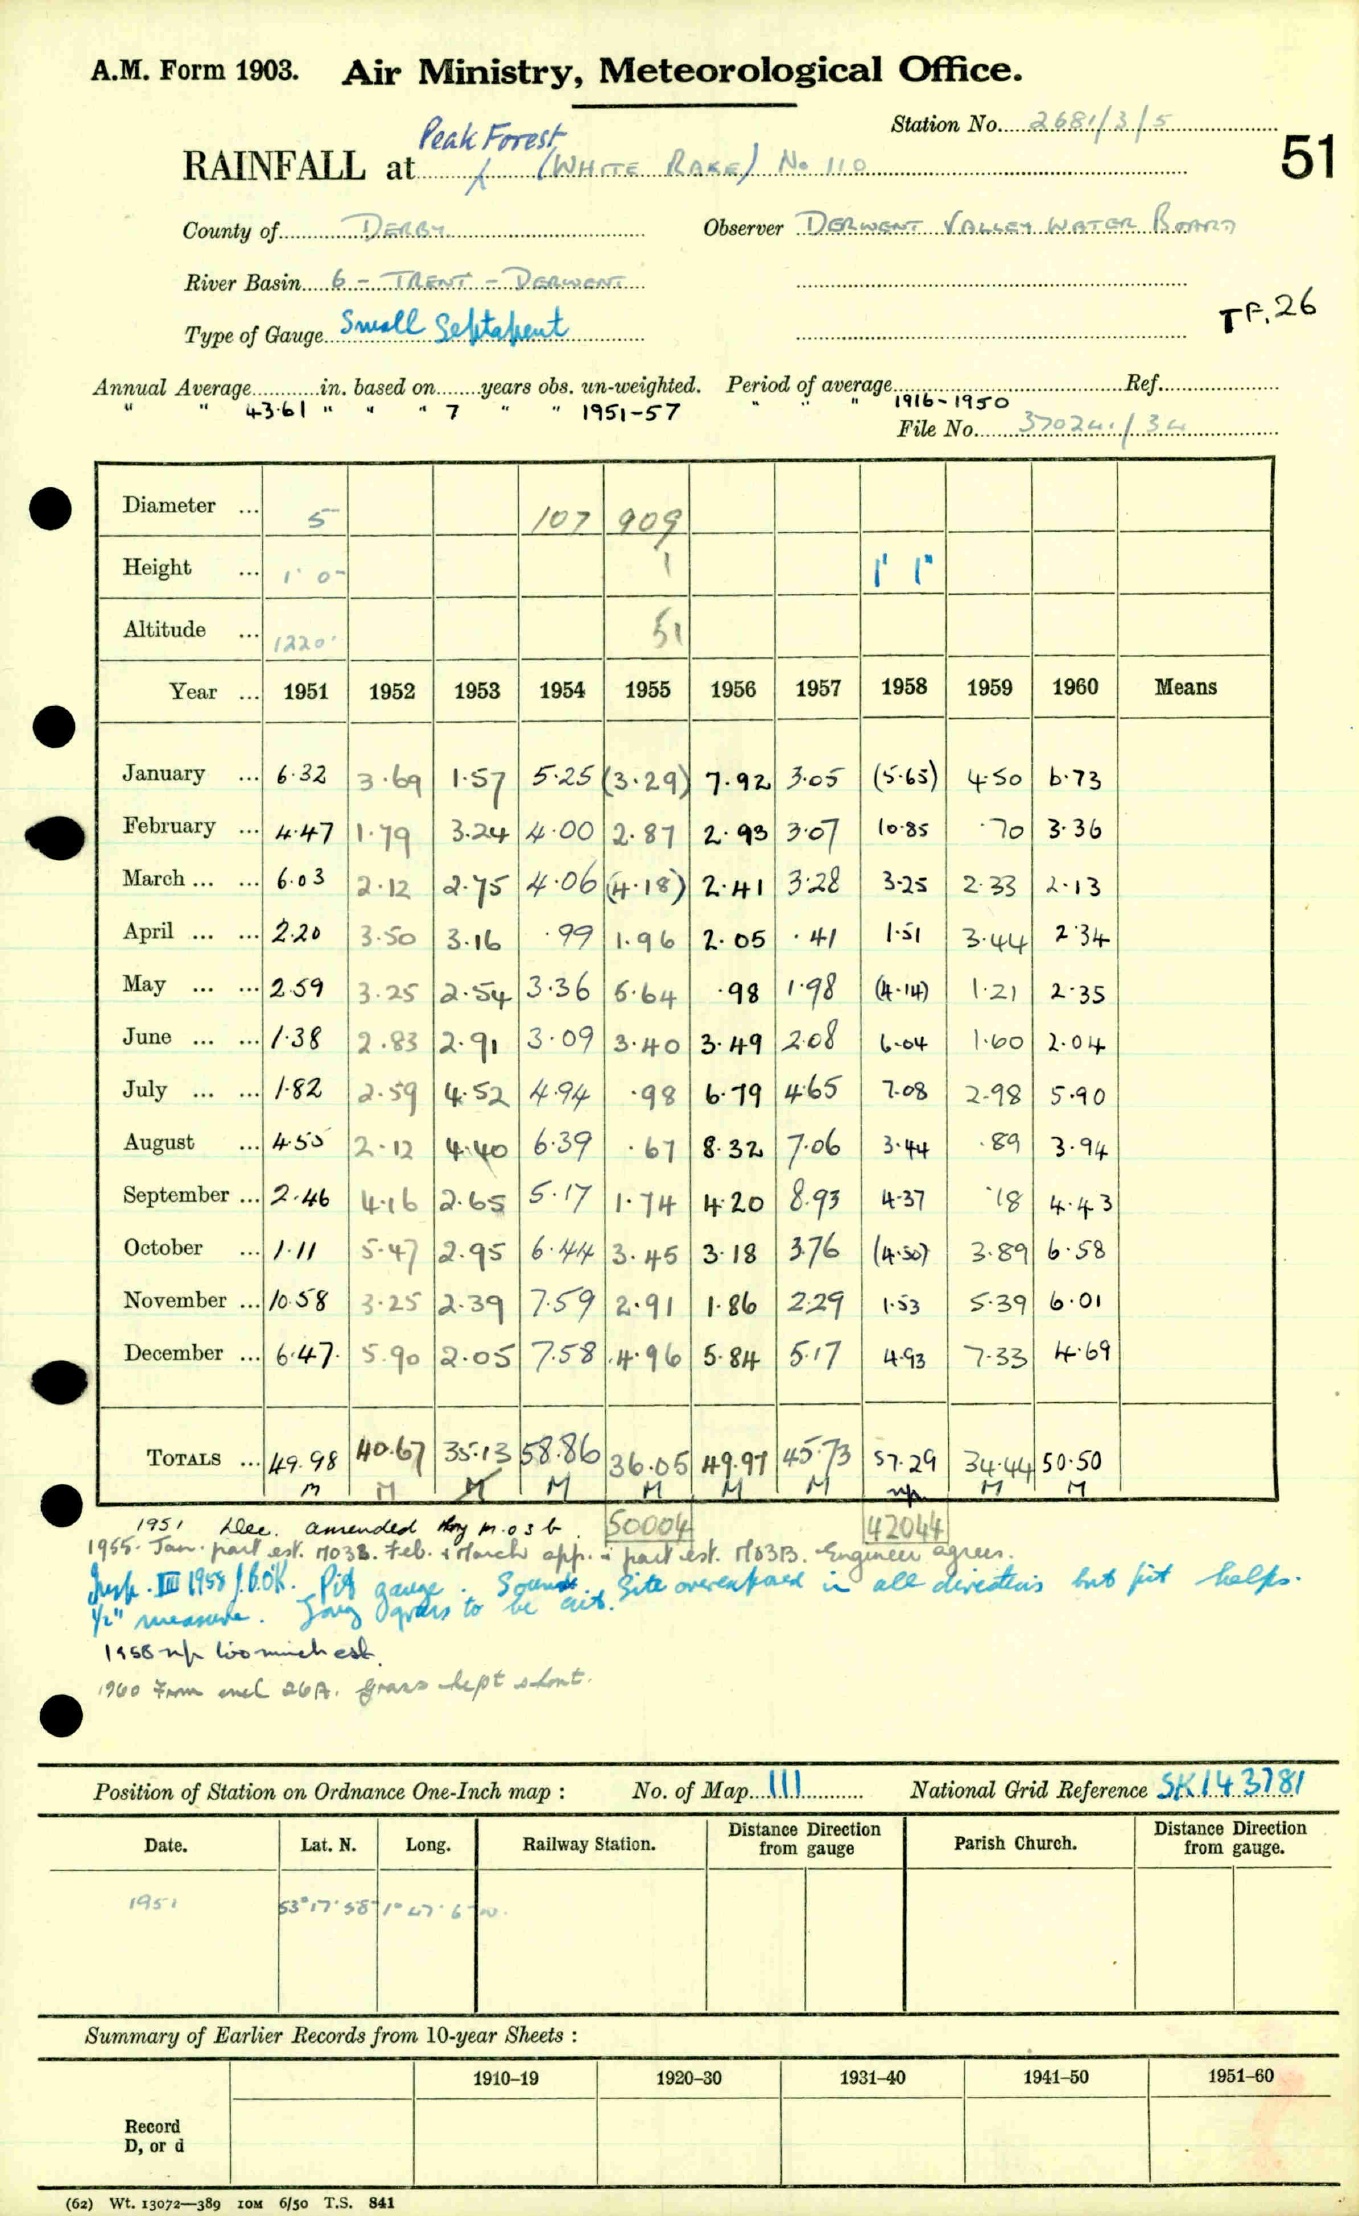 A.M. Form 1903. Air Ministry, Meteorological Office.
Station No. 2681/3/5
51
Peak Forest
RAINFALL at (WHITE RAKE) No 110
County of DERBY Observer DERWENT VALLEY WATER BOARD
River Basin 6 - TRENT - DERWENT
Type of Gauge Small Septapent
TF.26
Annual Average in. based on years obs. un-weighted. Period of average Ref.
" " 43.61 " " " 7 " " 1951-57 " " " 1916-1950
File No. 370241/34
Diameter ... 5 107 909
Height ... 1' 0" 1 1' 1"
Altitude ... 1220' 51
Year ... 1951 1952 1953 1954 1955 1956 1957 1958 1959 1960 Means
January ... 6.32 3.69 1.57 5.25 (3.29) 7.92 3.05 (5.65) 4.50 6.73
February ... 4.47 1.79 3.24 4.00 2.87 2.93 3.07 10.85 .70 3.36
March ... ... 6.03 2.12 2.75 4.06 (4.18) 2.41 3.28 3.25 2.33 2.13
April ... ... 2.20 3.50 3.16 .99 1.96 2.05 .41 1.51 3.44 2.34
May ... ... 2.59 3.25 2.54 3.36 5.64 .98 1.98 (4.14) 1.21 2.35
June ... ... 1.38 2.83 2.91 3.09 3.40 3.49 2.08 6.04 1.60 2.04
July ... ... 1.82 2.59 4.52 4.94 .98 6.79 4.65 7.08 2.98 5.90
August ... 4.55 2.12 4.40 6.39 .67 8.32 7.06 3.44 .89 3.94
September ... 2.46 4.16 2.65 5.17 1.74 4.20 8.93 4.37 .18 4.43
October ... 1.11 5.47 2.95 6.44 3.45 3.18 3.76 (4.50) 3.89 6.58
November ... 10.58 3.25 2.39 7.59 2.91 1.86 2.29 1.53 5.39 6.01
December ... 6.47 5.90 2.05 7.58 4.96 5.84 5.17 4.93 7.33 4.69
TOTALS ... 49.98 40.67 35.13 58.86 36.05 49.97 45.73 57.29 34.44 50.50
M M M M M M M np M M
1951 Dec. amended by M.O3b. 50004 42044
1955. Jan. part est. M03B. Feb. & March app. & part est. M03B. Engineer agrees.
Insp. III 1958 J.G.OK. Pit gauge. Sound. Site overexposed in all directions but pit helps.
½" measure. Long grass to be cut.
1958 np too much est.
1960 From encl 26A. grass kept short.
Position of Station on Ordnance One-Inch map : No. of Map 111 National Grid Reference SK143781
Date. Lat. N. Long. Railway Station. Distance Direction from gauge Parish Church. Distance Direction from gauge.
1951 53° 17' 58" 1° 47' 6" W.
Summary of Earlier Records from 10-year Sheets :
1910–19 1920–30 1931–40 1941–50 1951–60
Record
D, or d
(62) Wt. 13072—389 10M 6/50 T.S. 841